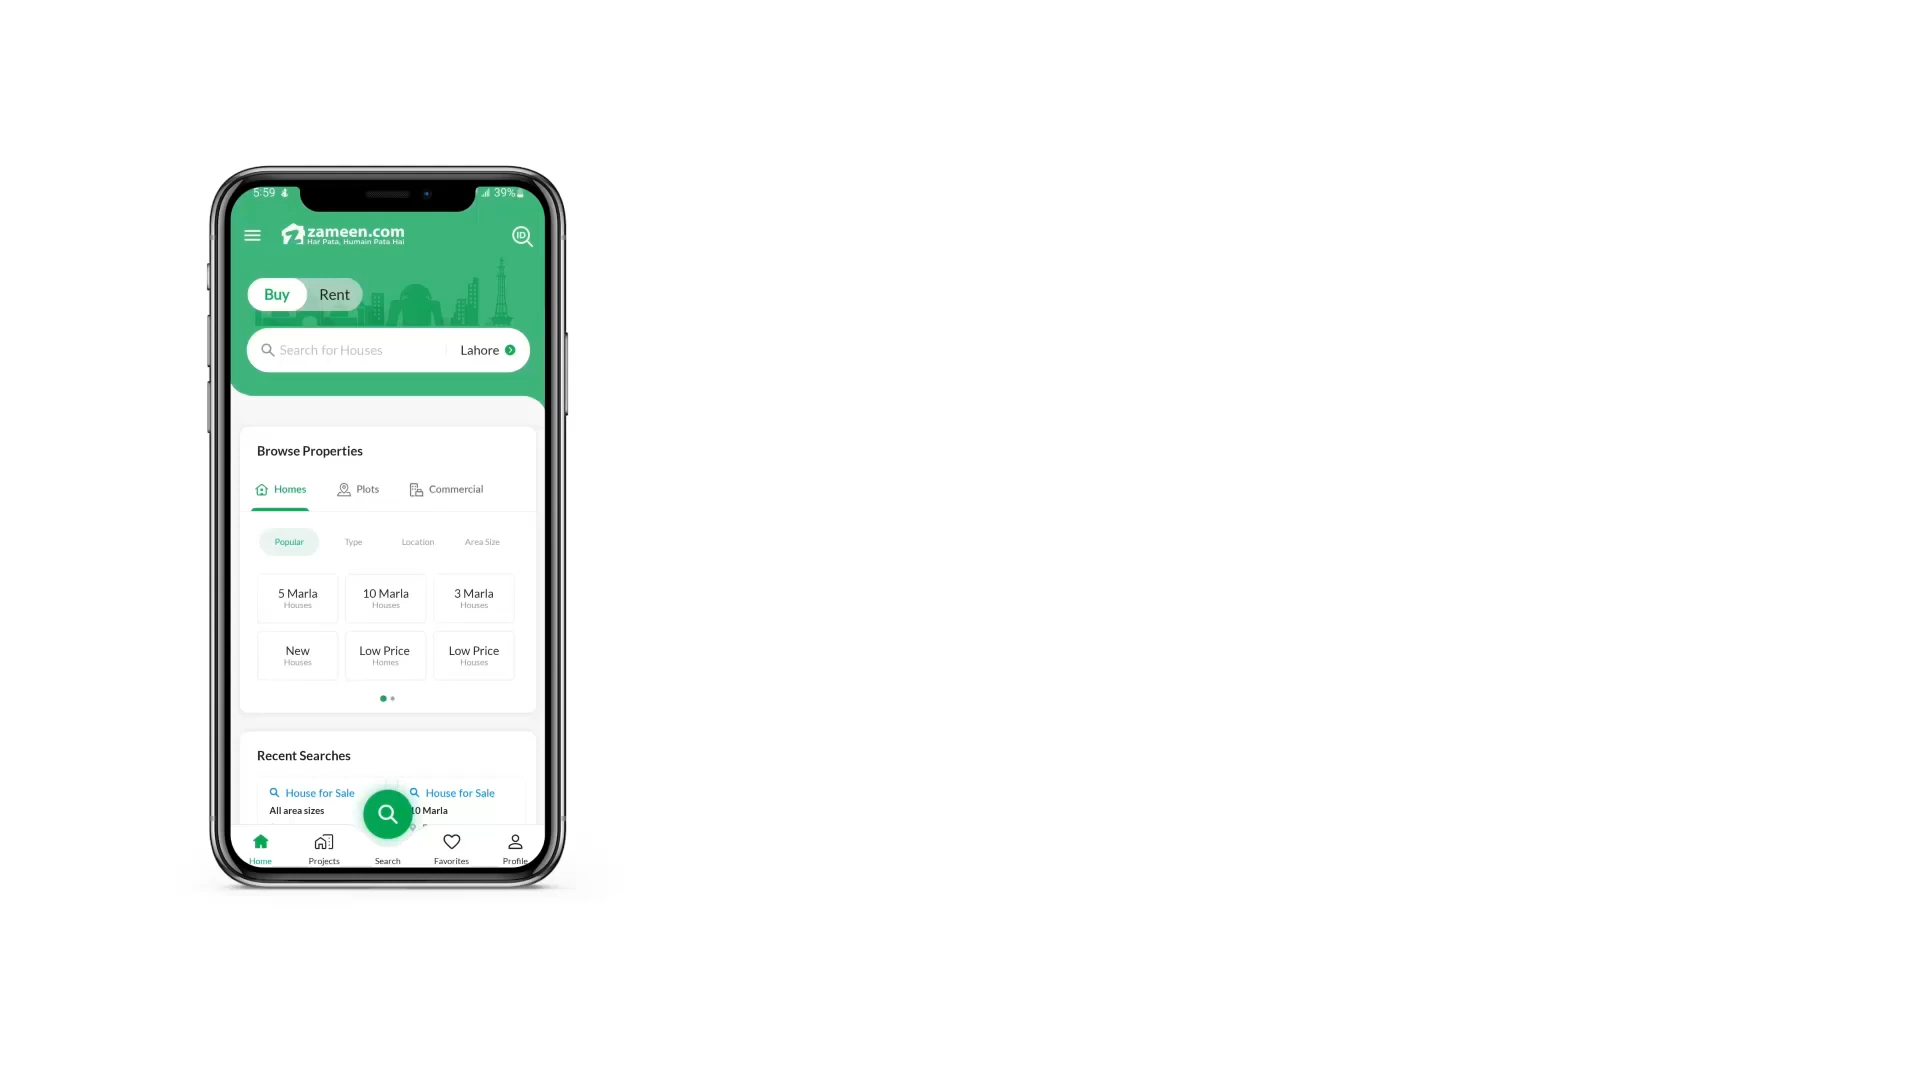 5:59 39%
zameen.com
Har Pata, Humain Pata Hai
ID
Buy Rent
Search for Houses Lahore
Browse Properties
Homes Plots Commercial
Popular Type Location Area Size
5 Marla 10 Marla 3 Marla
Houses Houses Houses
New Low Price Low Price
Houses Homes Houses
Recent Searches
House for Sale House for Sale
All area sizes 10 Marla
Home Projects Search Favorites Profile